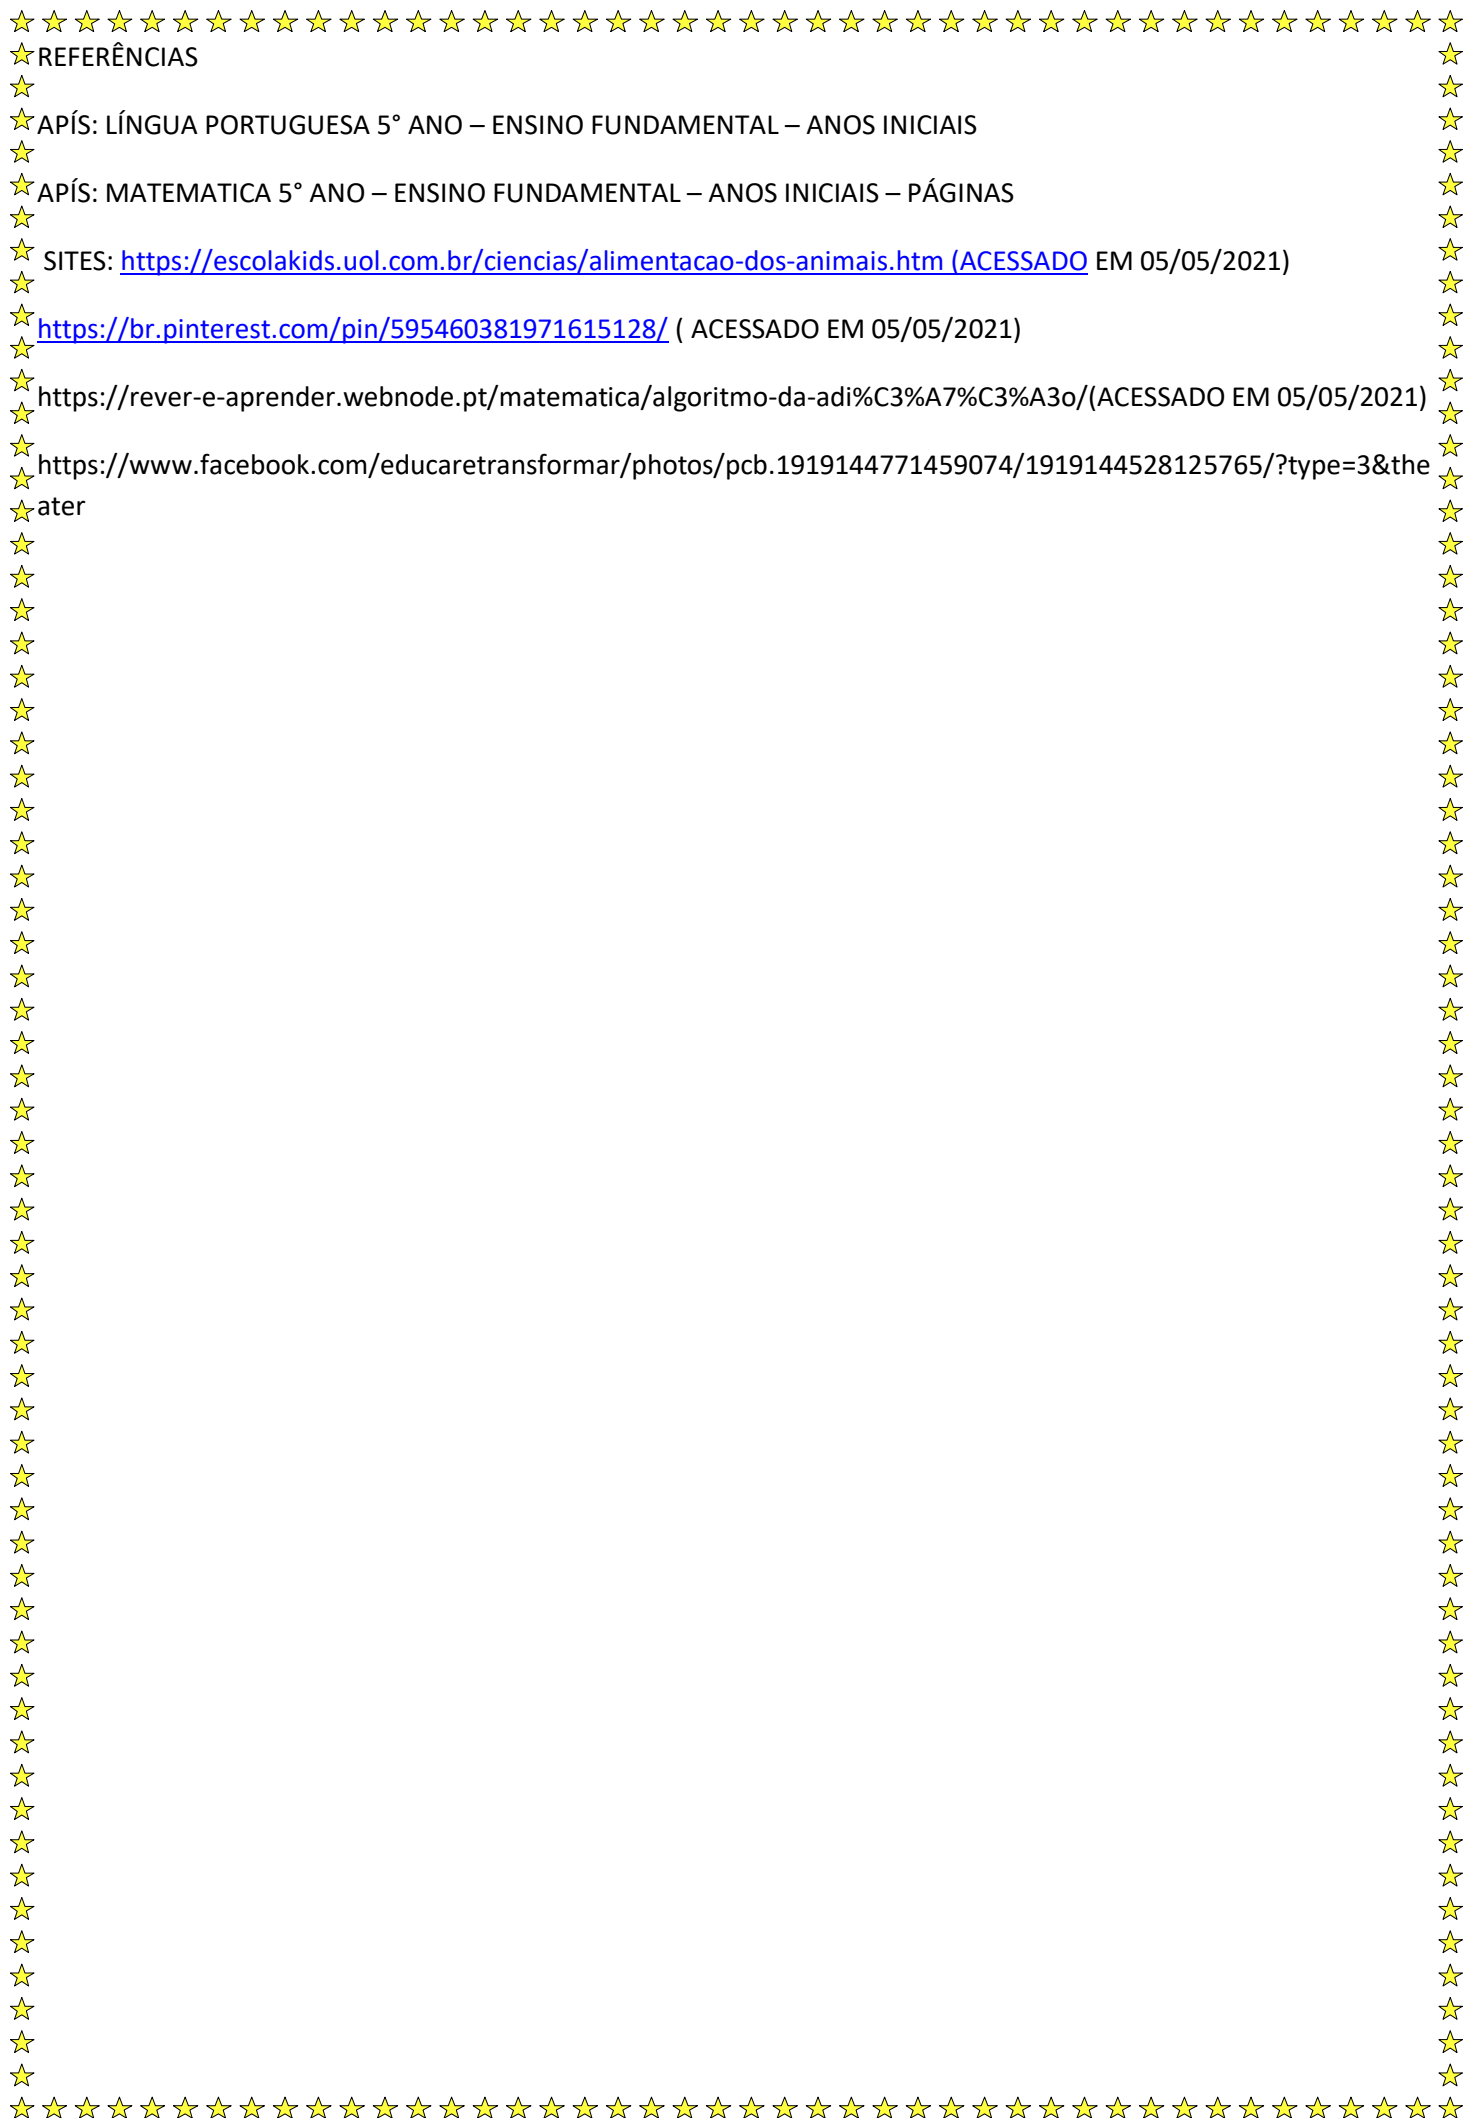 REFERÊNCIAS
APÍS: LÍNGUA PORTUGUESA 5° ANO – ENSINO FUNDAMENTAL – ANOS INICIAIS
APÍS: MATEMATICA 5° ANO – ENSINO FUNDAMENTAL – ANOS INICIAIS – PÁGINAS
SITES: https://escolakids.uol.com.br/ciencias/alimentacao-dos-animais.htm (ACESSADO EM 05/05/2021)
https://br.pinterest.com/pin/595460381971615128/ ( ACESSADO EM 05/05/2021)
https://rever-e-aprender.webnode.pt/matematica/algoritmo-da-adi%C3%A7%C3%A3o/(ACESSADO EM 05/05/2021)
https://www.facebook.com/educaretransformar/photos/pcb.1919144771459074/1919144528125765/?type=3&the
ater